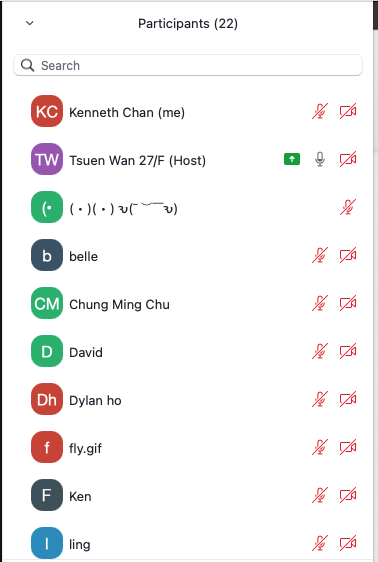 Participants (22)
Search
KC Kenneth Chan (me)
TW Tsuen Wan 27/F (Host)
(• (・)(・) ԅ(¯﹀¯ԅ)
b belle
CM Chung Ming Chu
D David
Dh Dylan ho
f fly.gif
F Ken
l ling